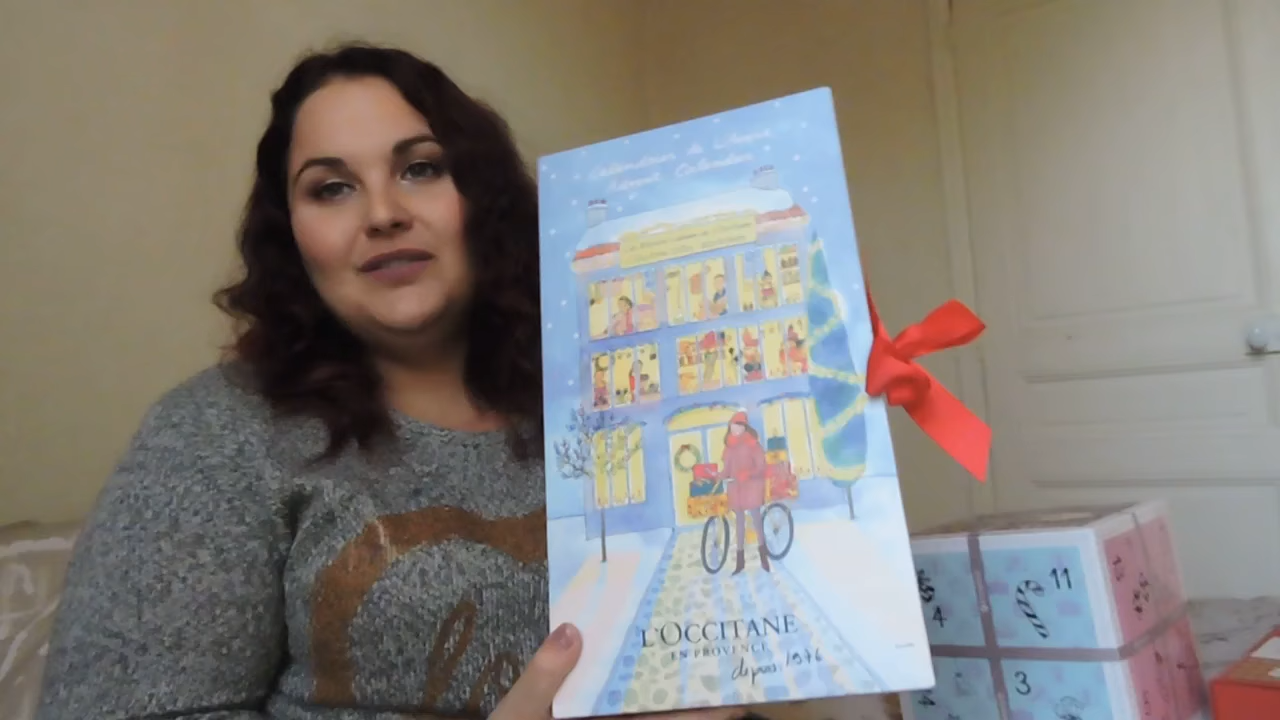 Calendrier de l'Avent
Advent Calendar
L'OCCITANE
EN PROVENCE
depuis 1976
11
4
3